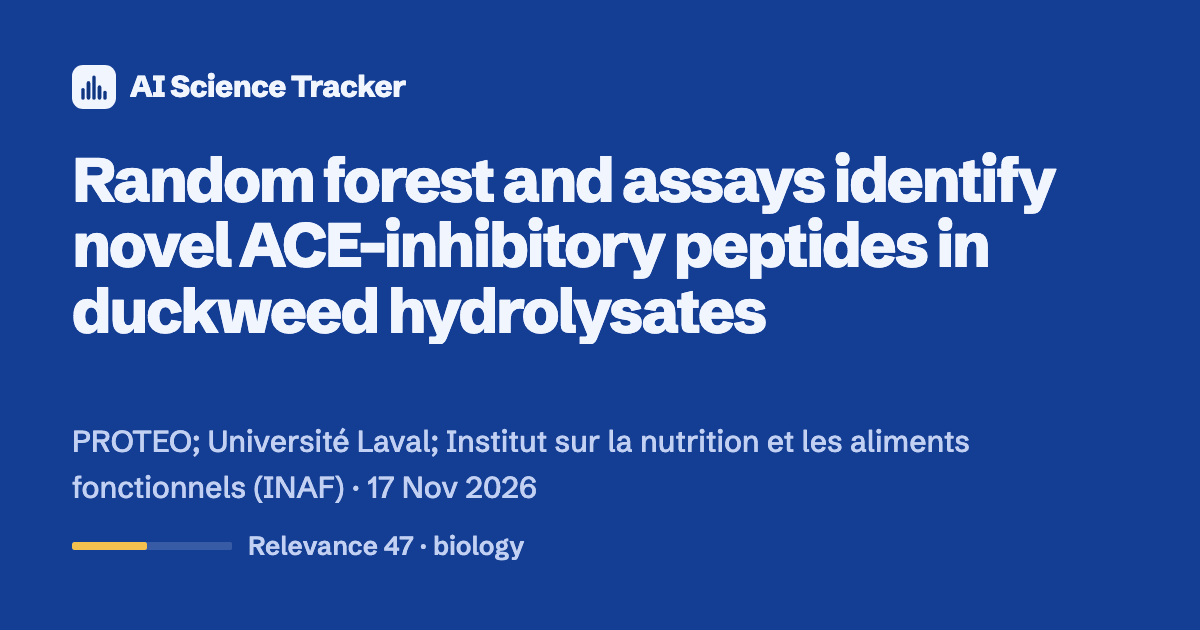 AI Science Tracker
Random forest and assays identify
novel ACE-inhibitory peptides in
duckweed hydrolysates
PROTEO; Université Laval; Institut sur la nutrition et les aliments
fonctionnels (INAF) · 17 Nov 2026
Relevance 47 · biology